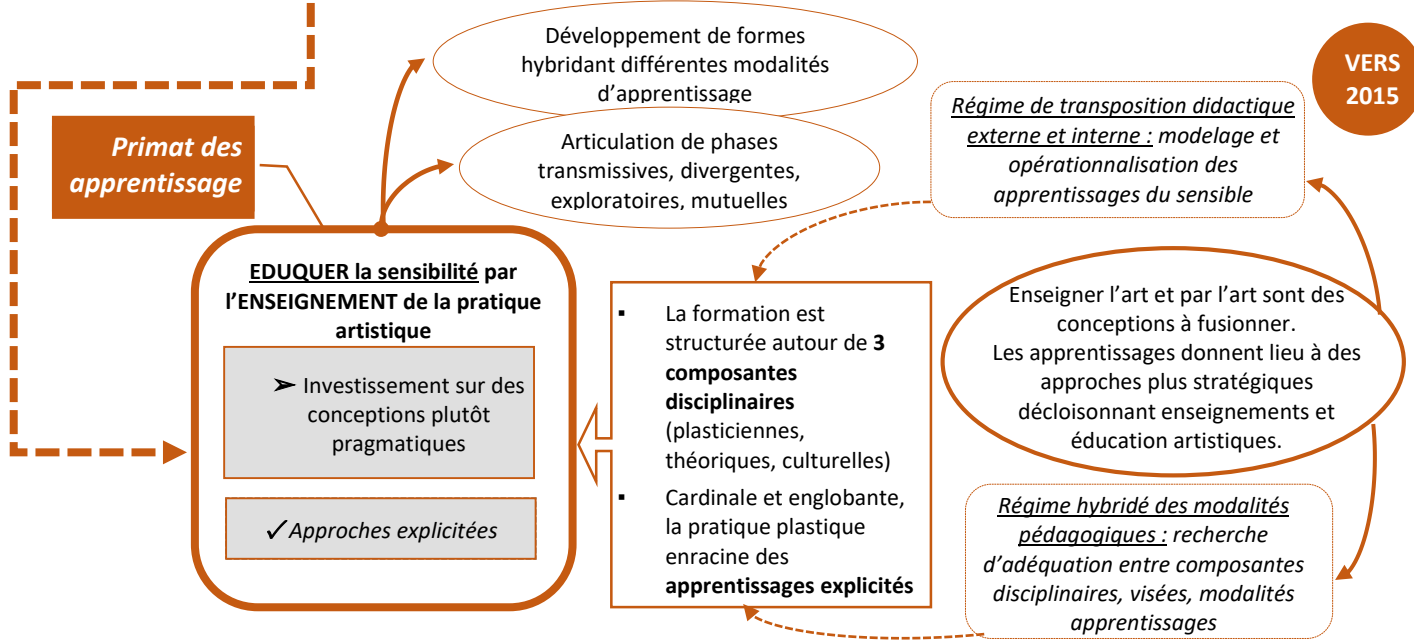 Développement de formes
hybridant différentes modalités
d'apprentissage
Articulation de phases
transmissives, divergentes,
exploratoires, mutuelles
VERS
2015
Régime de transposition didactique
externe et interne : modelage et
opérationnalisation des
apprentissages du sensible
Primat des
apprentissage
EDUQUER la sensibilité par
l'ENSEIGNEMENT de la pratique
artistique
➢ Investissement sur des
conceptions plutôt
pragmatiques
✓ Approches explicitées
▪ La formation est
structurée autour de 3
composantes
disciplinaires
(plasticiennes,
théoriques, culturelles)
▪ Cardinale et englobante,
la pratique plastique
enracine des
apprentissages explicités
Enseigner l'art et par l'art sont des
conceptions à fusionner.
Les apprentissages donnent lieu à des
approches plus stratégiques
décloisonnant enseignements et
éducation artistiques.
Régime hybridé des modalités
pédagogiques : recherche
d'adéquation entre composantes
disciplinaires, visées, modalités
apprentissages